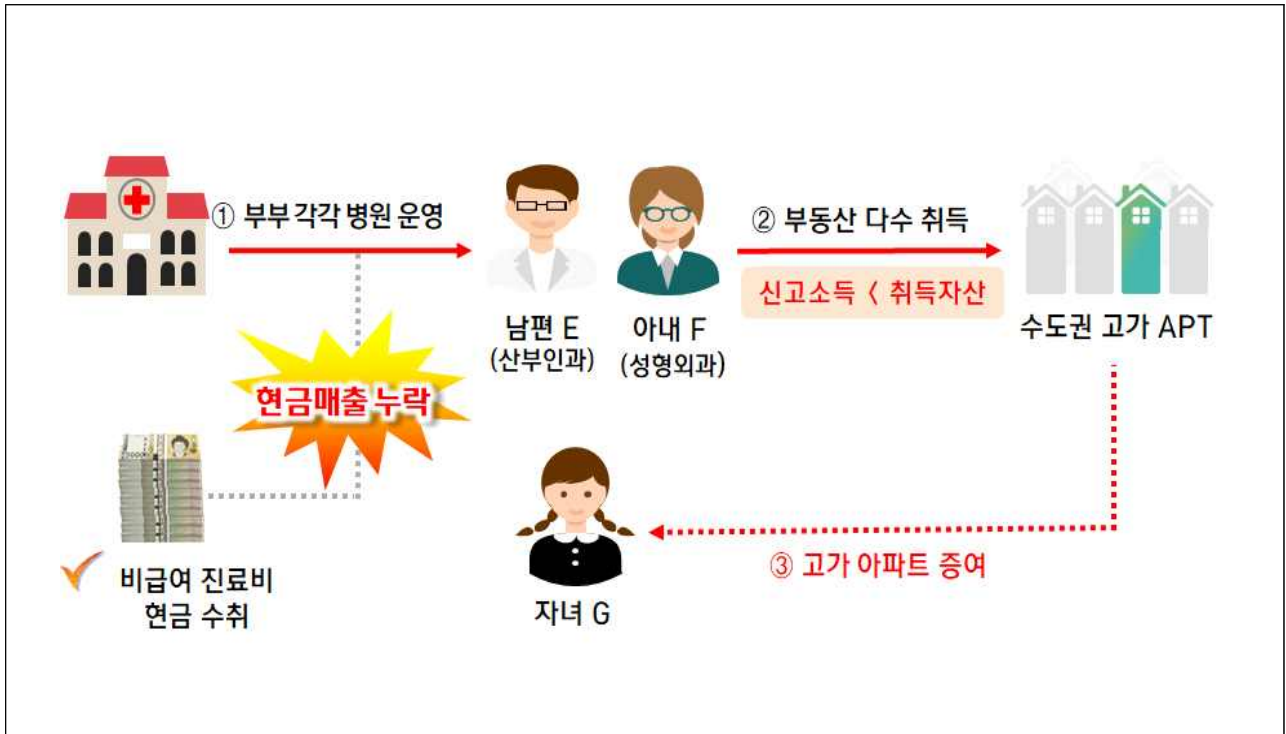 ① 부부 각각 병원 운영
② 부동산 다수 취득
신고소득 < 취득자산
남편 E
(산부인과)
아내 F
(성형외과)
수도권 고가 APT
현금매출 누락
비급여 진료비
현금 수취
③ 고가 아파트 증여
자녀 G